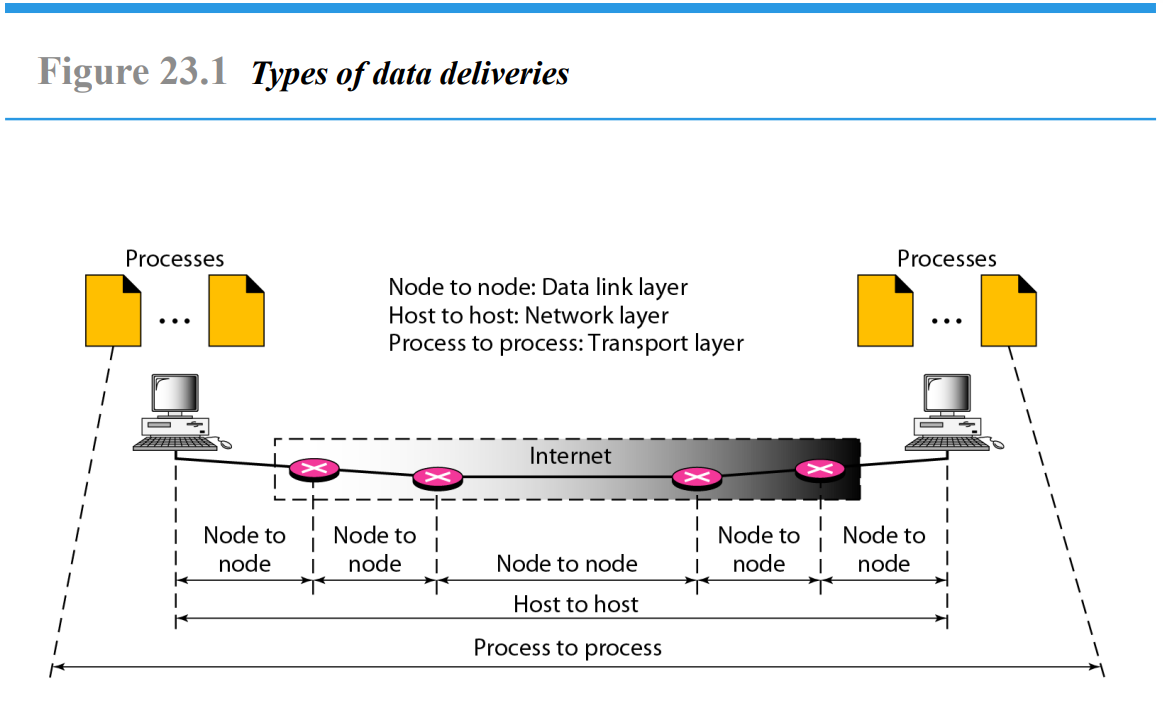 Figure 23.1 Types of data deliveries
Processes
Processes
...
...
Node to node: Data link layer
Host to host: Network layer
Process to process: Transport layer
Internet
Node to
node
Node to
node
Node to node
Node to
node
Node to
node
Host to host
Process to process